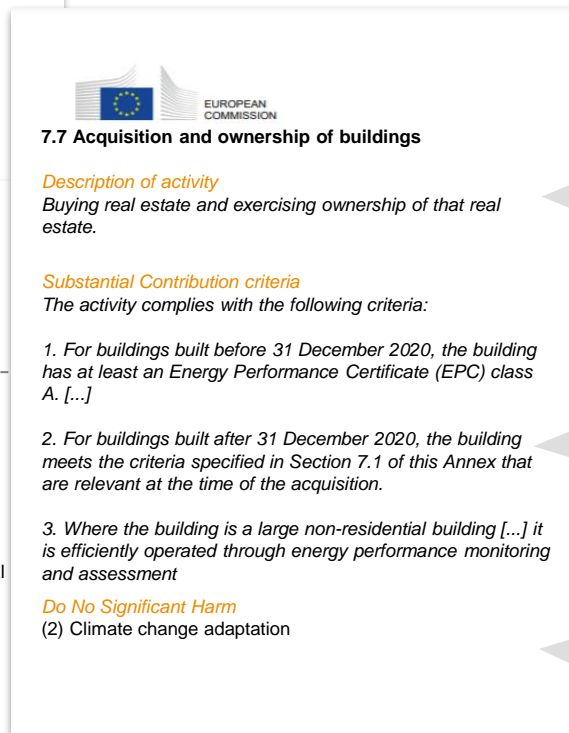 EUROPEAN
COMMISSION
7.7 Acquisition and ownership of buildings
Description of activity
Buying real estate and exercising ownership of that real
estate.
Substantial Contribution criteria
The activity complies with the following criteria:
1. For buildings built before 31 December 2020, the building
has at least an Energy Performance Certificate (EPC) class
A. [...]
2. For buildings built after 31 December 2020, the building
meets the criteria specified in Section 7.1 of this Annex that
are relevant at the time of the acquisition.
3. Where the building is a large non-residential building [...] it
is efficiently operated through energy performance monitoring
and assessment
Do No Significant Harm
(2) Climate change adaptation